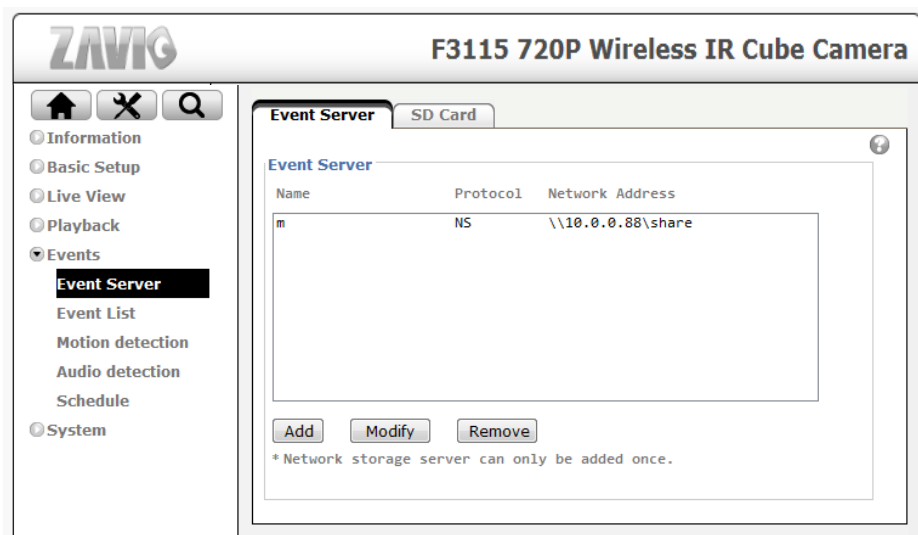 ZAVIO
F3115 720P Wireless IR Cube Camera
Information
Basic Setup
Live View
Playback
Events
Event Server
Event List
Motion detection
Audio detection
Schedule
System
Event Server SD Card
Event Server
Name Protocol Network Address
m NS \\10.0.0.88\share
Add Modify Remove
* Network storage server can only be added once.